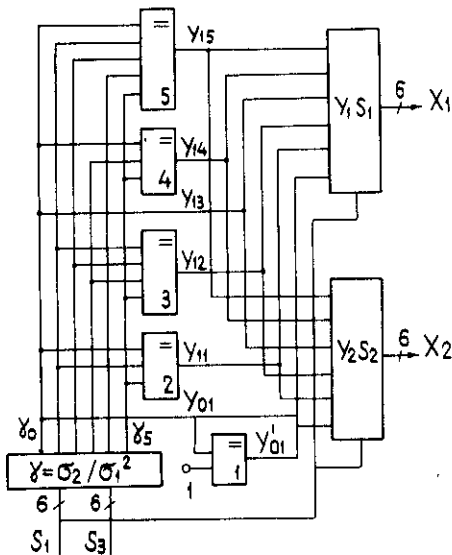 = 5
y15
= 4
y14
y13
= 3
y12
= 2
y11
y01
γ0
γ5
γ=σ2/σ1²
1
= 1
y'01
6
6
S1
S3
Y1S1
6
X1
Y2S2
6
X2